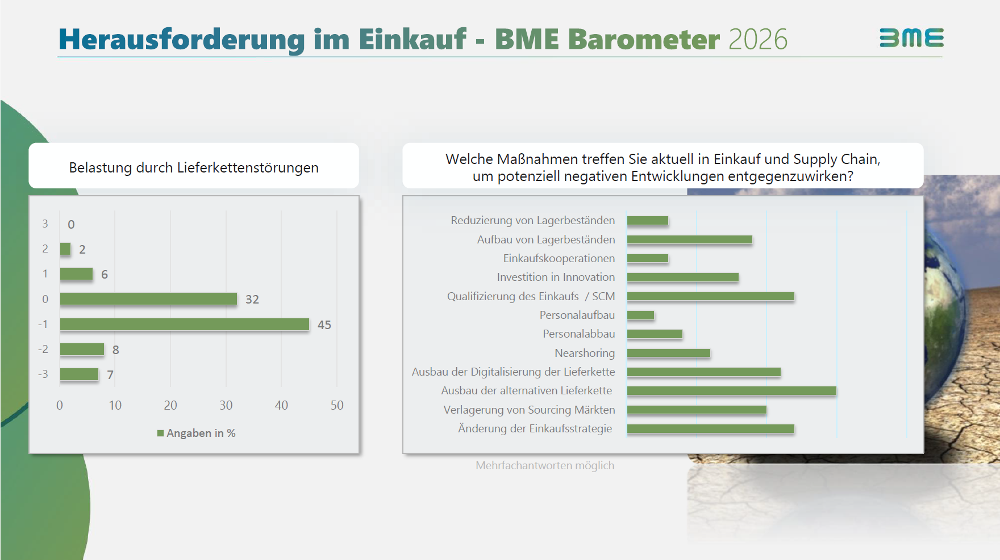 Herausforderung im Einkauf - BME Barometer 2026
BME
Belastung durch Lieferkettenstörungen
3 0
2 2
1 6
0 32
-1 45
-2 8
-3 7
0 10 20 30 40 50
Angaben in %
Welche Maßnahmen treffen Sie aktuell in Einkauf und Supply Chain,
um potenziell negativen Entwicklungen entgegenzuwirken?
Reduzierung von Lagerbeständen
Aufbau von Lagerbeständen
Einkaufskooperationen
Investition in Innovation
Qualifizierung des Einkaufs / SCM
Personalaufbau
Personalabbau
Nearshoring
Ausbau der Digitalisierung der Lieferkette
Ausbau der alternativen Lieferkette
Verlagerung von Sourcing Märkten
Änderung der Einkaufsstrategie
Mehrfachantworten möglich